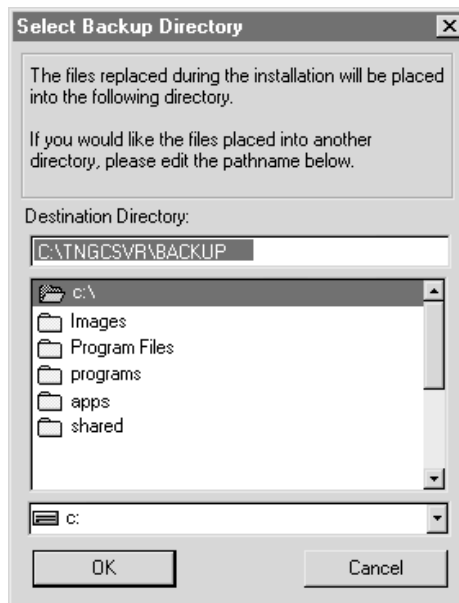 Select Backup Directory
The files replaced during the installation will be placed
into the following directory.
If you would like the files placed into another
directory, please edit the pathname below.
Destination Directory:
C:\TNGCSVR\BACKUP
c:\
Images
Program Files
programs
apps
shared
c:
OK
Cancel